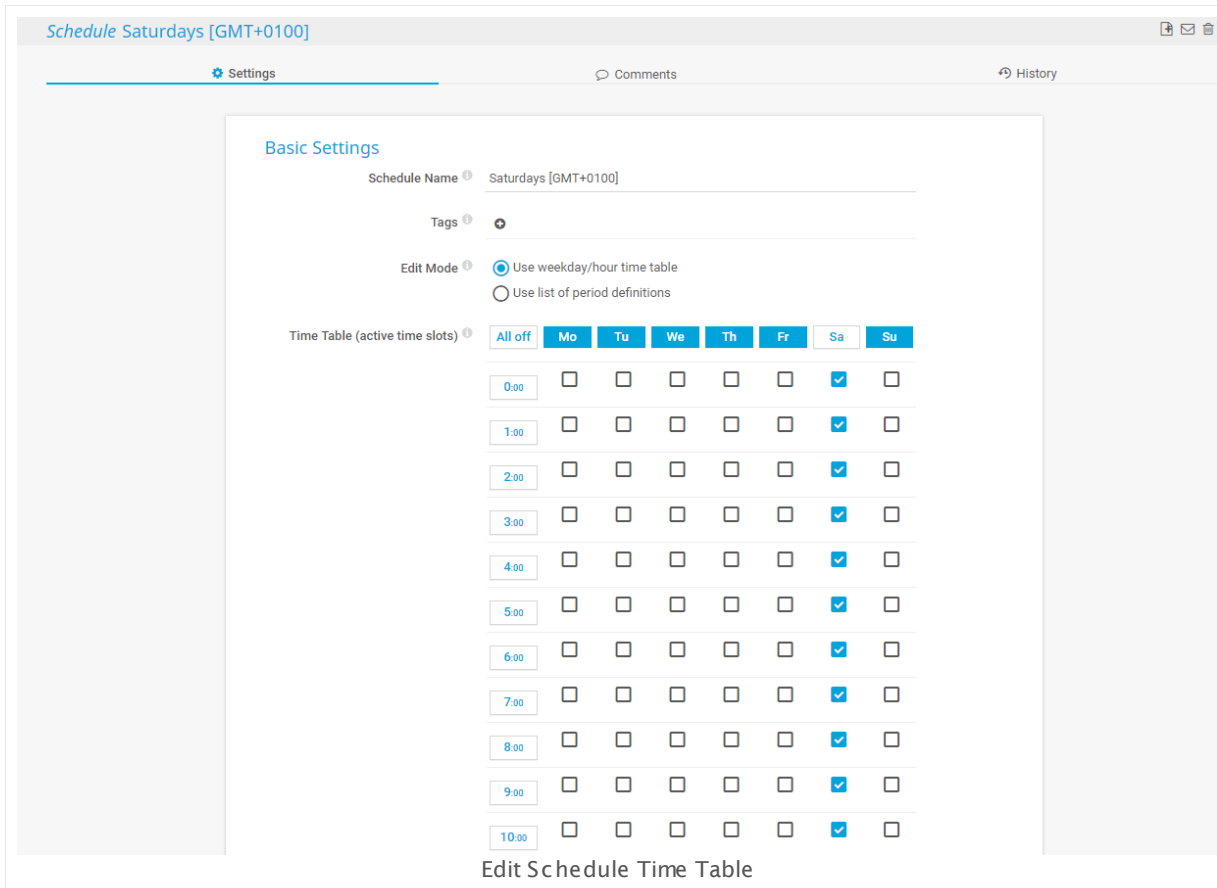 Schedule Saturdays [GMT+0100]
Settings Comments History
Basic Settings
Schedule Name Saturdays [GMT+0100]
Tags
Edit Mode Use weekday/hour time table
Use list of period definitions
Time Table (active time slots) All off Mo Tu We Th Fr Sa Su
0:00
1:00
2:00
3:00
4:00
5:00
6:00
7:00
8:00
9:00
10:00
Edit Schedule Time Table